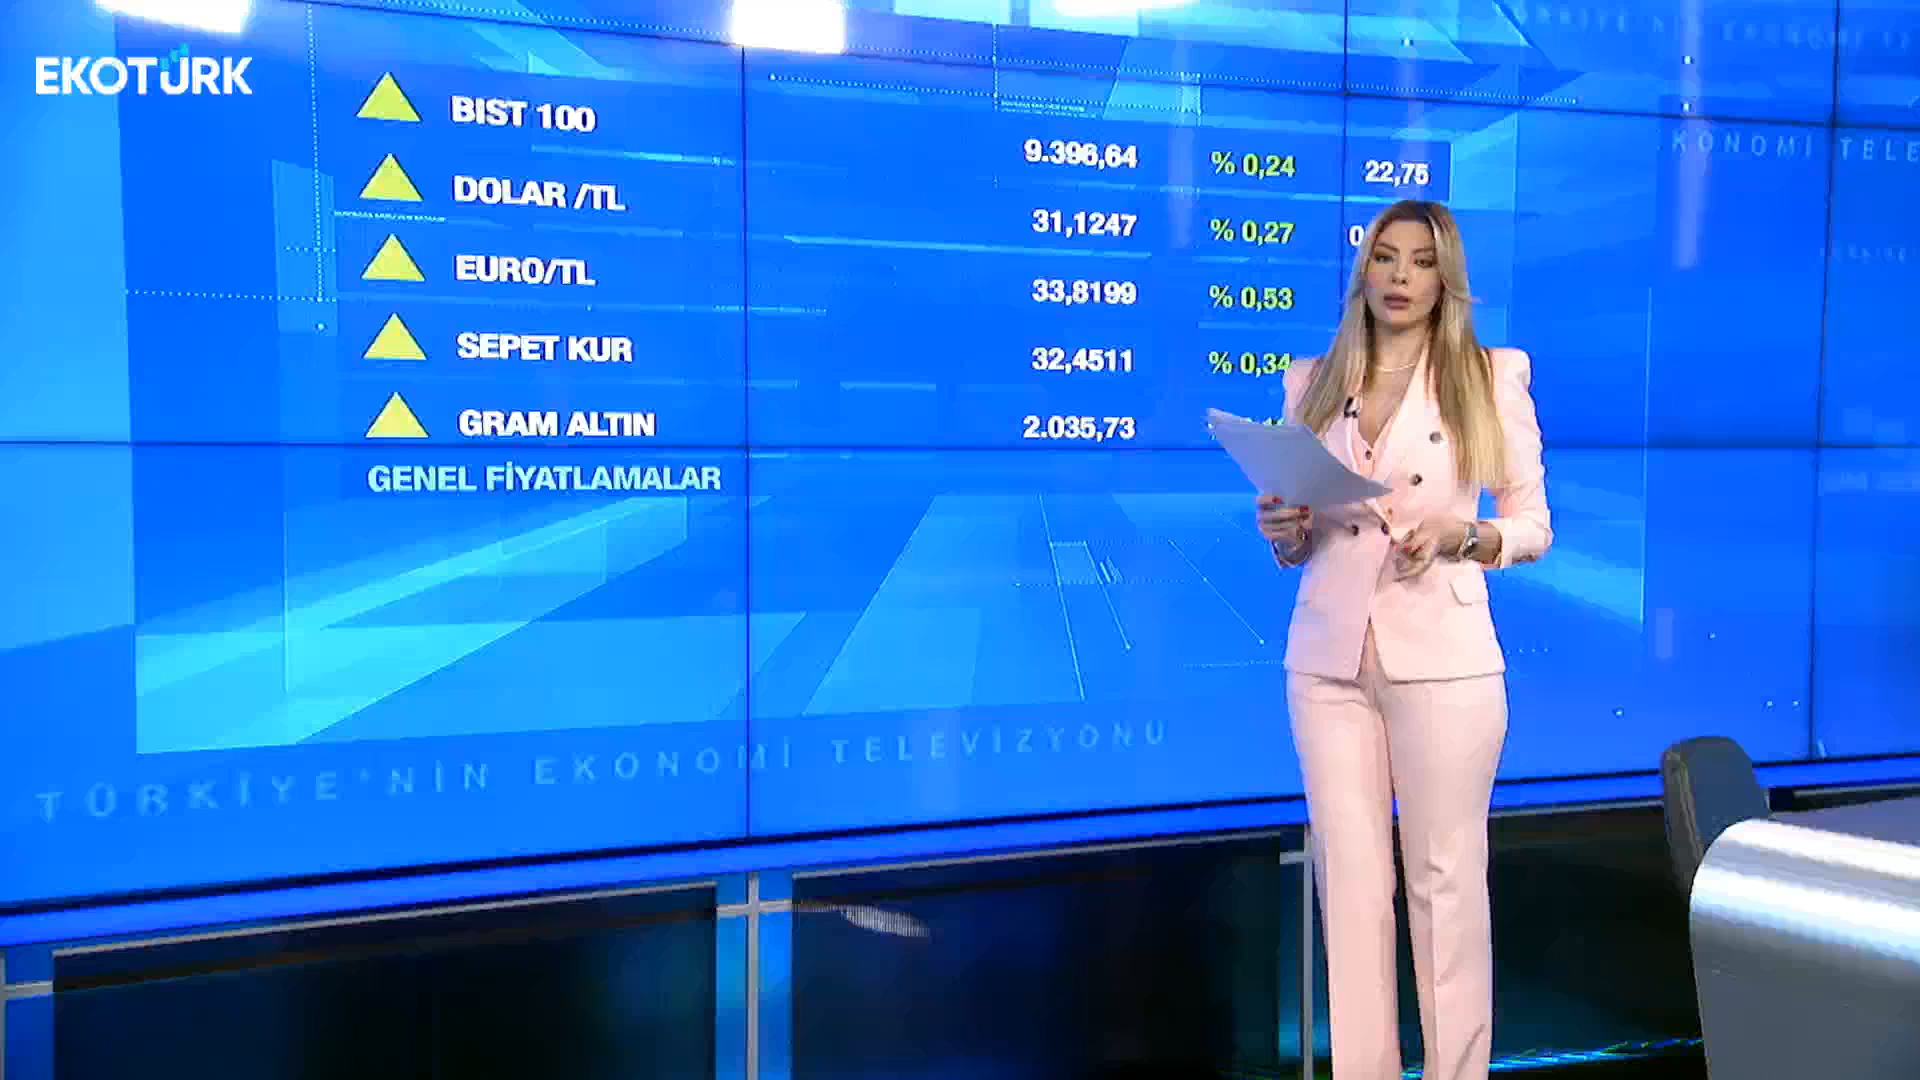 EKOTÜRK
BIST 100 9.396,64 % 0,24 22,75
DOLAR /TL 31,1247 % 0,27
EURO/TL 33,8199 % 0,53
SEPET KUR 32,4511 % 0,34
GRAM ALTIN 2.035,73
GENEL FİYATLAMALAR
TÜRKİYE'NİN EKONOMİ TELEVİZYONU